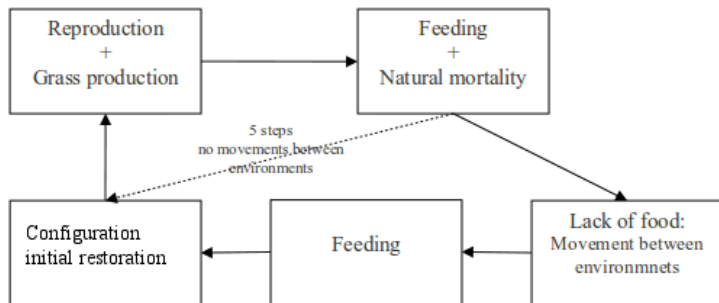 Reproduction
+
Grass production
Feeding
+
Natural mortality
5 steps
no movements between
environments
Configuration
initial restoration
Feeding
Lack of food:
Movement between
environmnets